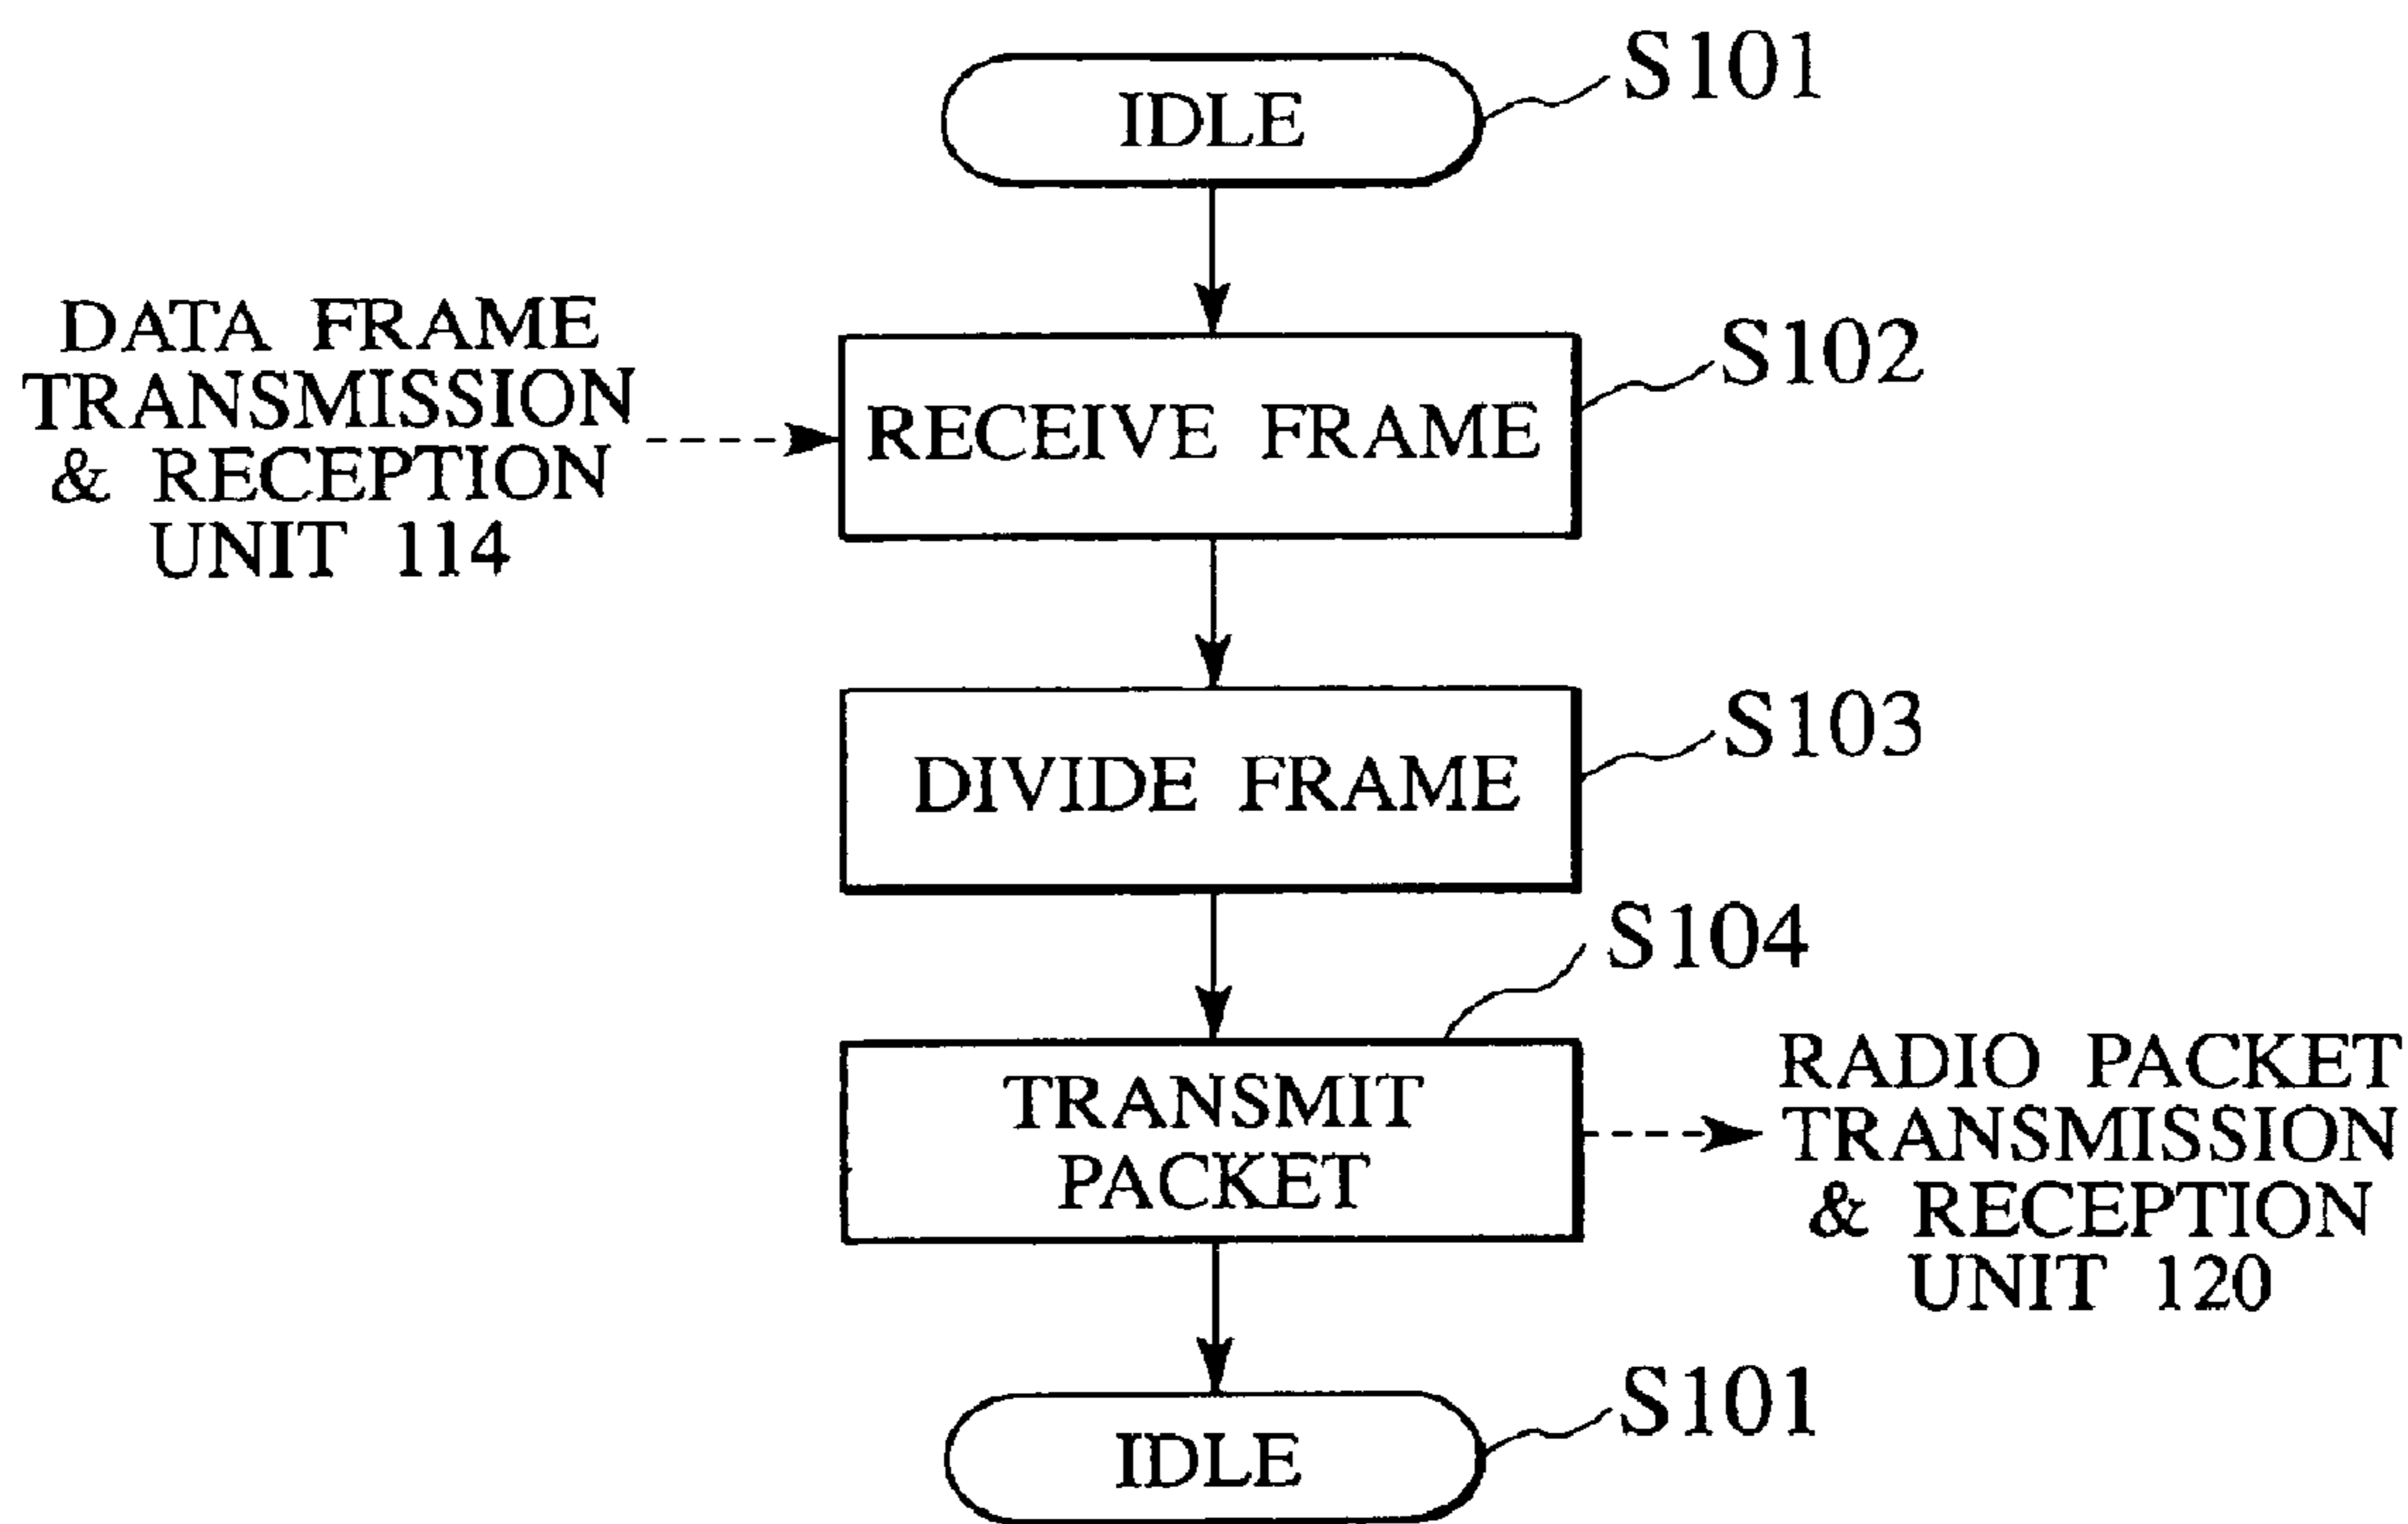 IDLE
S101
DATA FRAME
TRANSMISSION
& RECEPTION
UNIT 114
RECEIVE FRAME
S102
DIVIDE FRAME
S103
S104
TRANSMIT
PACKET
RADIO PACKET
TRANSMISSION
& RECEPTION
UNIT 120
IDLE
S101